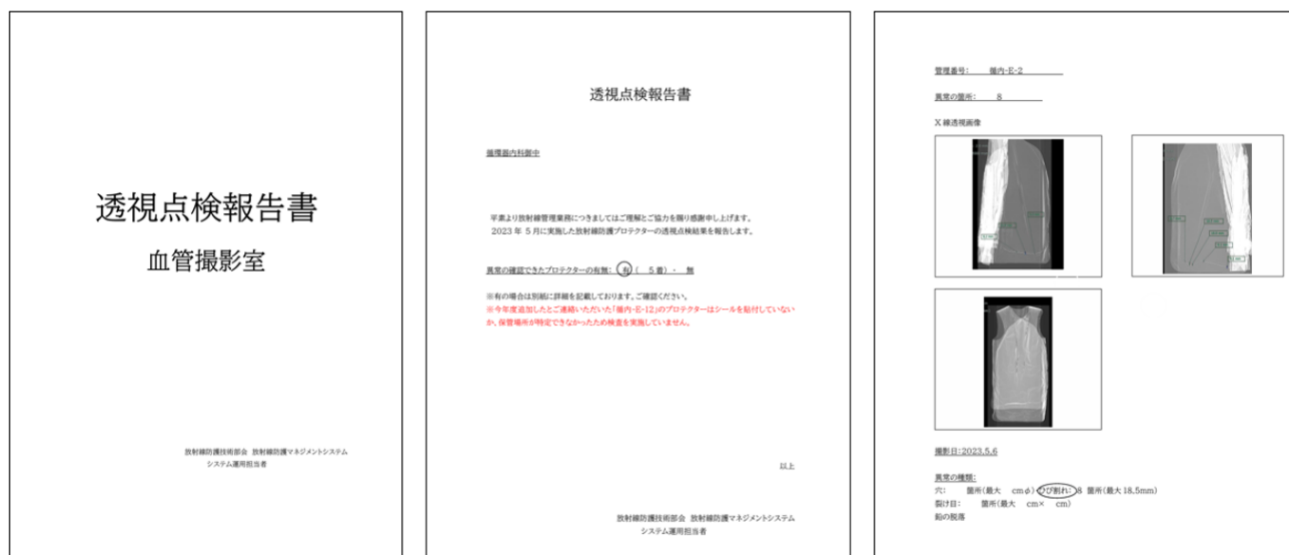 透視点検報告書
血管撮影室
放射線防護技術部会 放射線防護マネジメントシステム
システム運用担当者
透視点検報告書
循環器内科御中
平素より放射線管理業務につきましてはご理解とご協力を賜り感謝申し上げます。
2023 年 5 月に実施した放射線防護プロテクターの透視点検結果を報告します。
異常の確認できたプロテクターの有無: 有 ( 5 着) ・ 無
※有の場合は別紙に詳細を記載しております。ご確認ください。
※今年度追加したとご連絡いただいた「循内-E-12」のプロテクターはシールを貼付していない
か、保管場所が特定できなかったため検査を実施していません。
以上
放射線防護技術部会 放射線防護マネジメントシステム
システム運用担当者
管理番号: 循内-E-2
異常の箇所: 8
X 線透視画像
撮影日:2023.5.6
異常の種類:
穴: 箇所(最大 cmφ) ひび割れ: 8 箇所(最大 18.5mm)
裂け目: 箇所(最大 cm× cm)
鉛の脱落